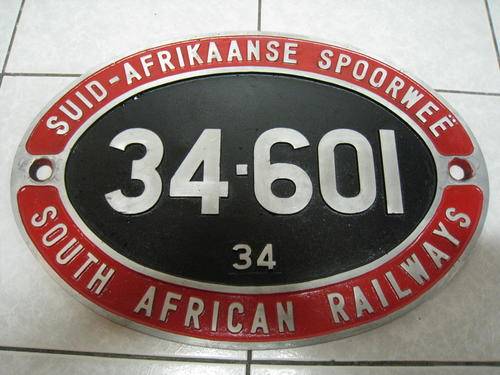 SUID-AFRIKAANSE SPOORWEË
34·601
34
SOUTH AFRICAN RAILWAYS